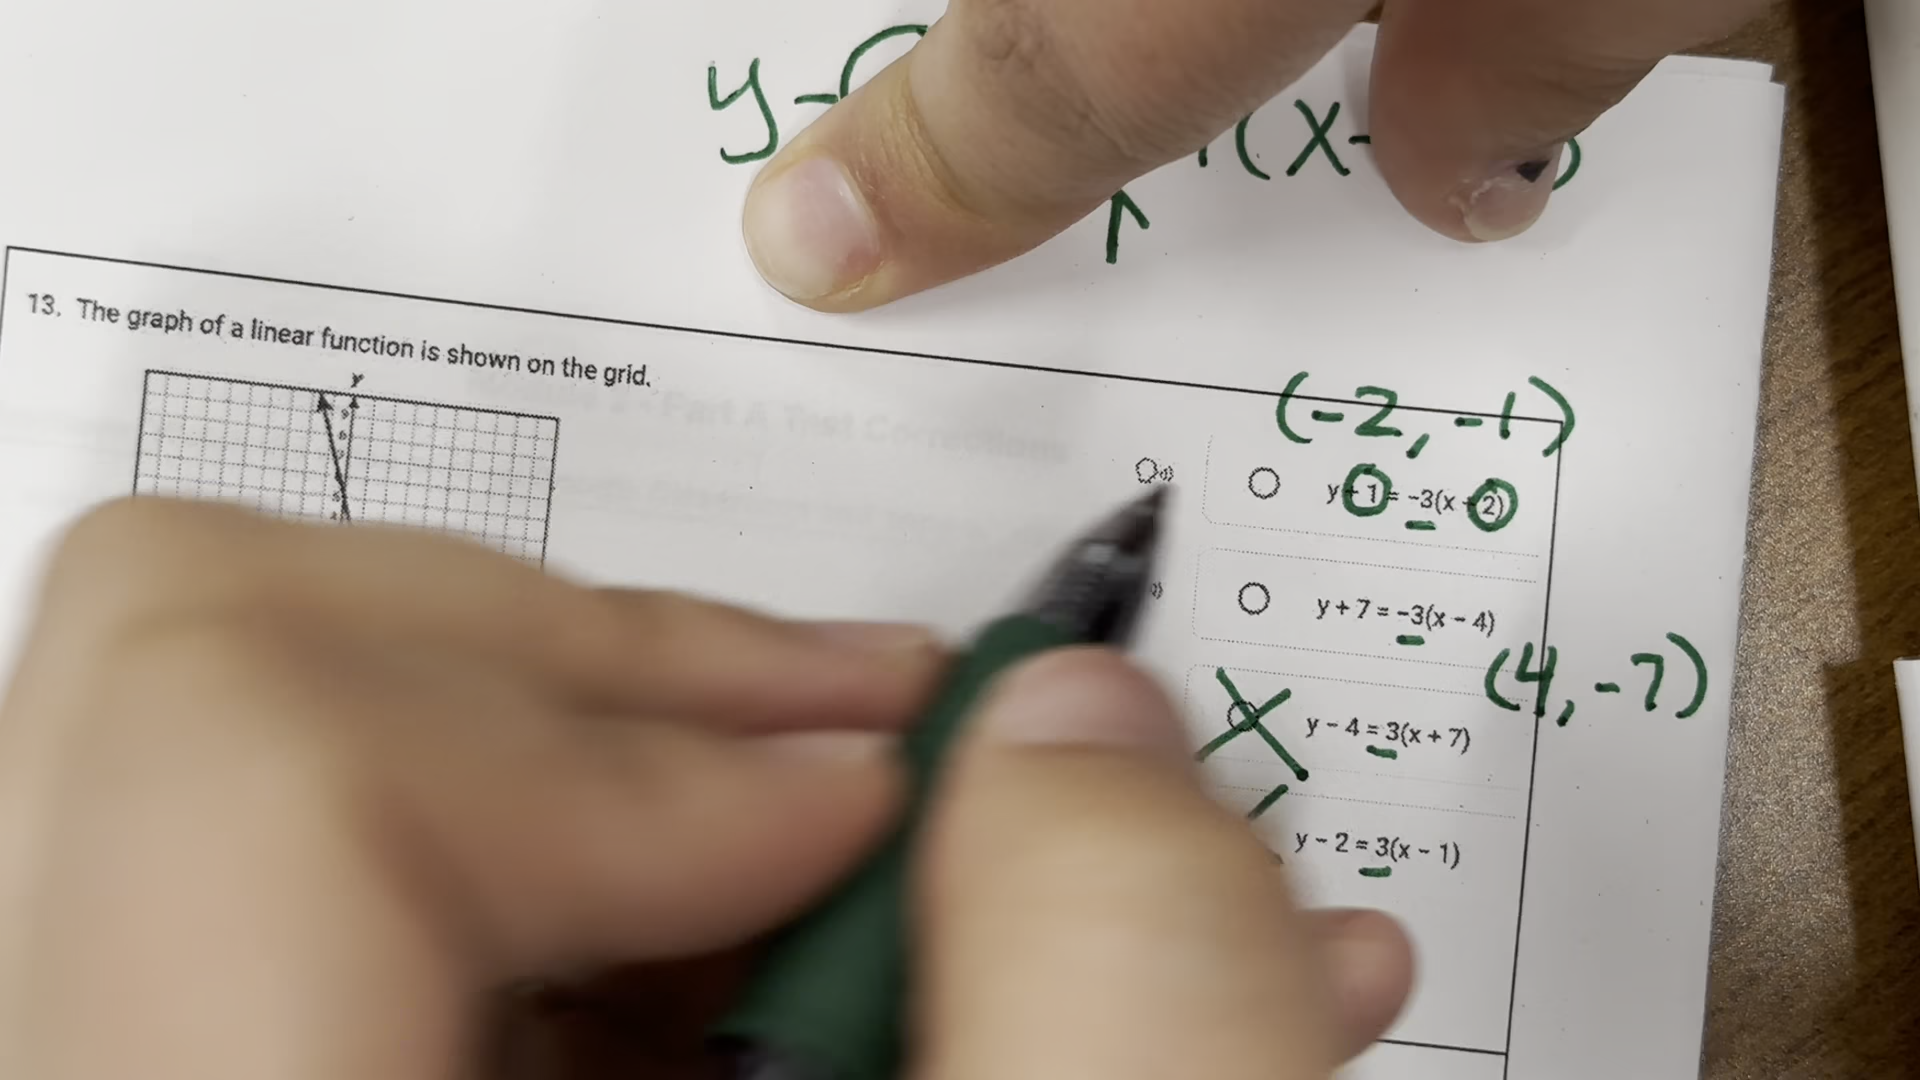 y -
(x-
↑
13. The graph of a linear function is shown on the grid.
y
(-2, -1)
y + 1 = -3(x + 2)
y + 7 = -3(x - 4)
(4, -7)
y - 4 = 3(x + 7)
y - 2 = 3(x - 1)